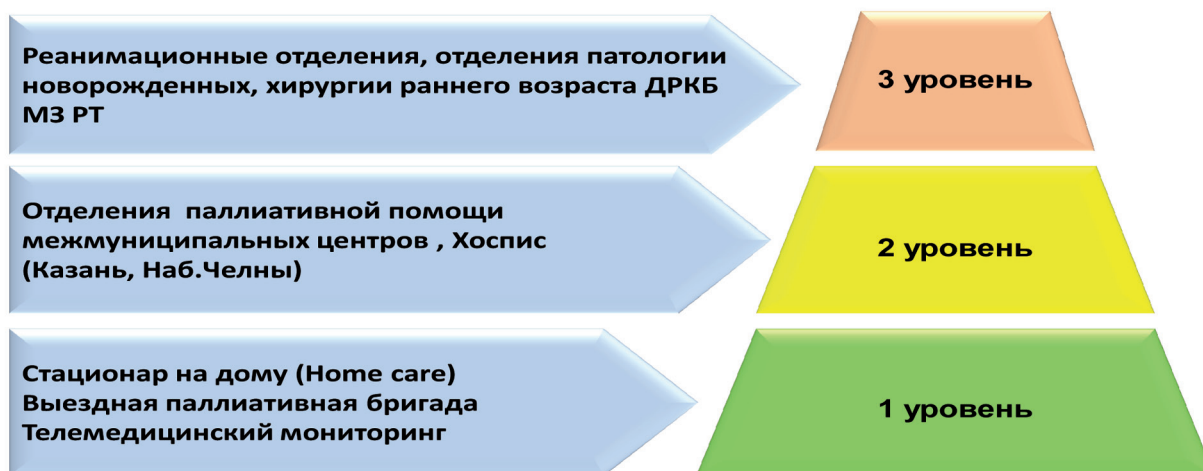 Реанимационные отделения, отделения патологии
новорожденных, хирургии раннего возраста ДРКБ
МЗ РТ
3 уровень
Отделения паллиативной помощи
межмуниципальных центров , Хоспис
(Казань, Наб.Челны)
2 уровень
Стационар на дому (Home care)
Выездная паллиативная бригада
Телемедицинский мониторинг
1 уровень